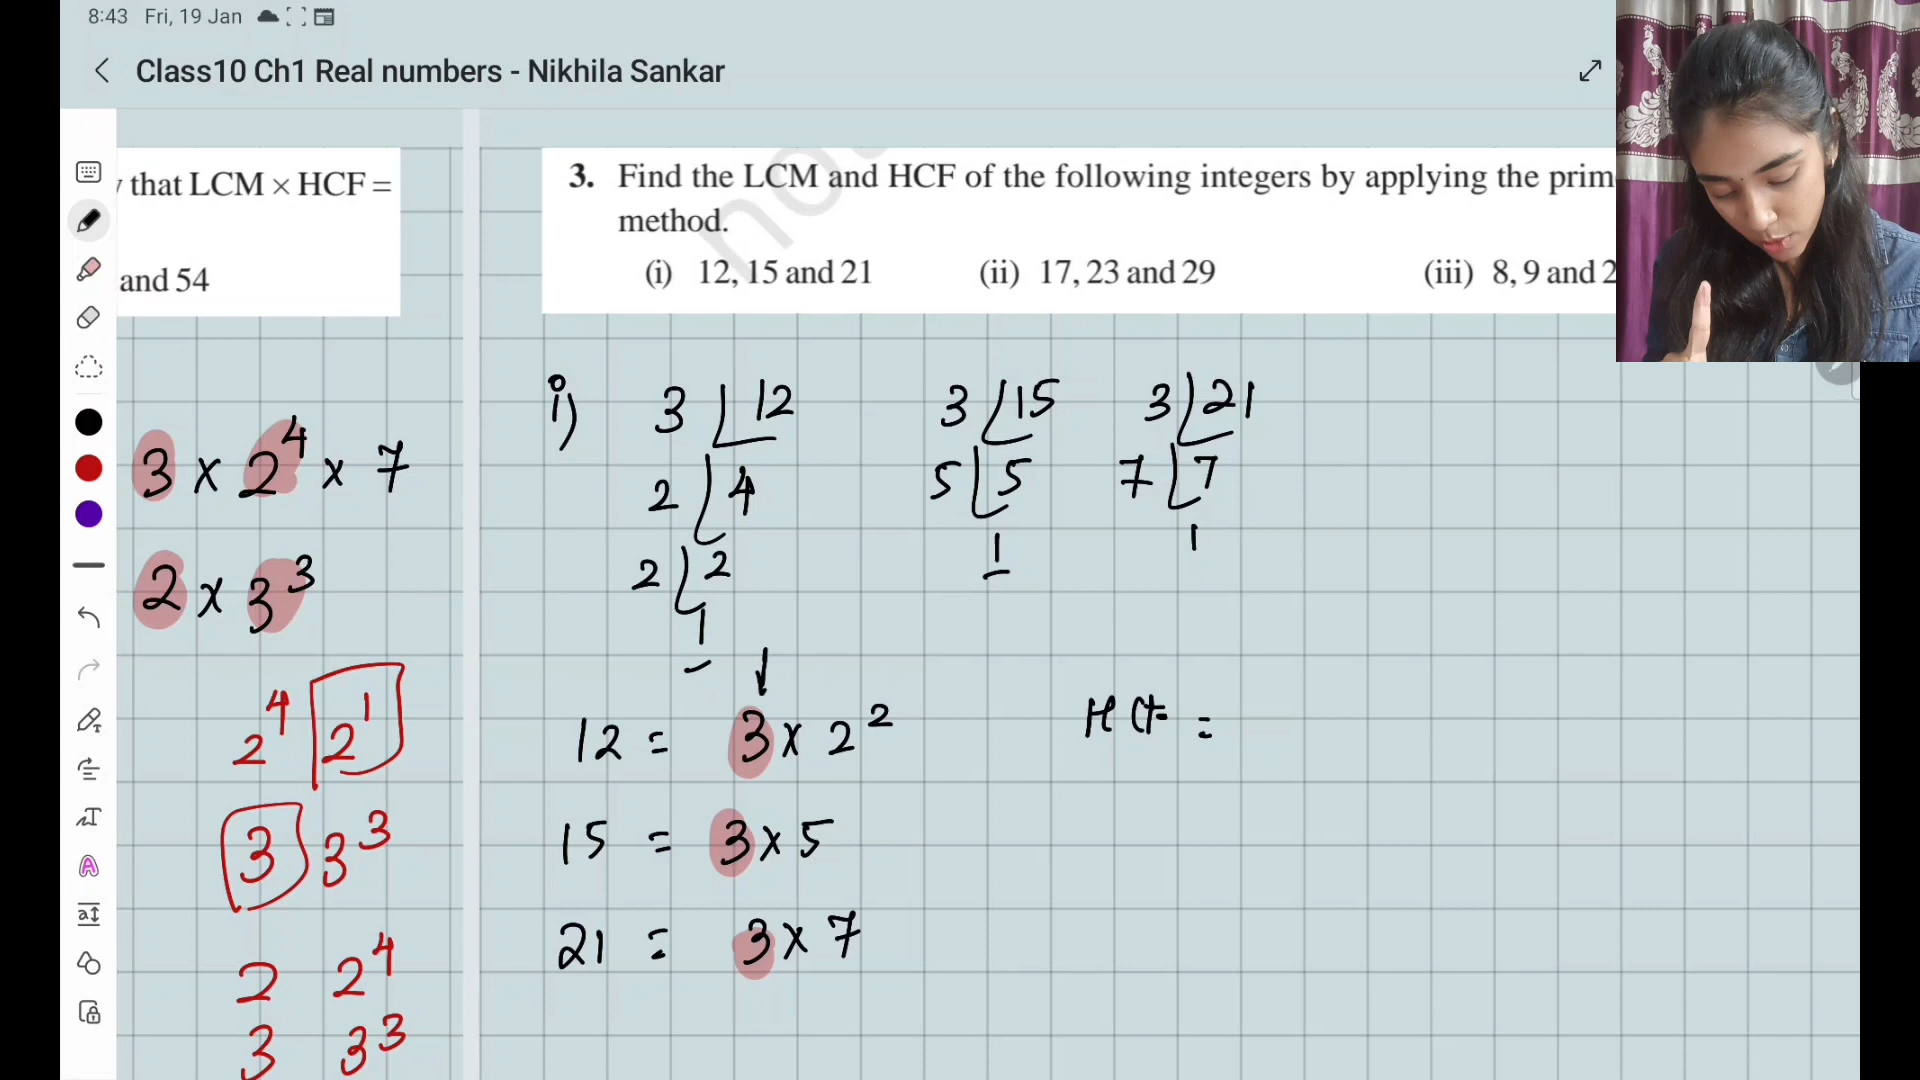 8:43 Fri, 19 Jan
Class10 Ch1 Real numbers - Nikhila Sankar
that LCM × HCF =
and 54
3 × 2⁴ × 7
2 × 3³
2⁴ 2¹
3 3³
2 2⁴
3 3³
3. Find the LCM and HCF of the following integers by applying the prim
method.
(i) 12, 15 and 21 (ii) 17, 23 and 29 (iii) 8, 9 and 2
i) 3 12 3 15 3 21
2 4 5 5 7 7
2 2 1 1
1
12 = 3 × 2² HCF =
15 = 3 × 5
21 = 3 × 7